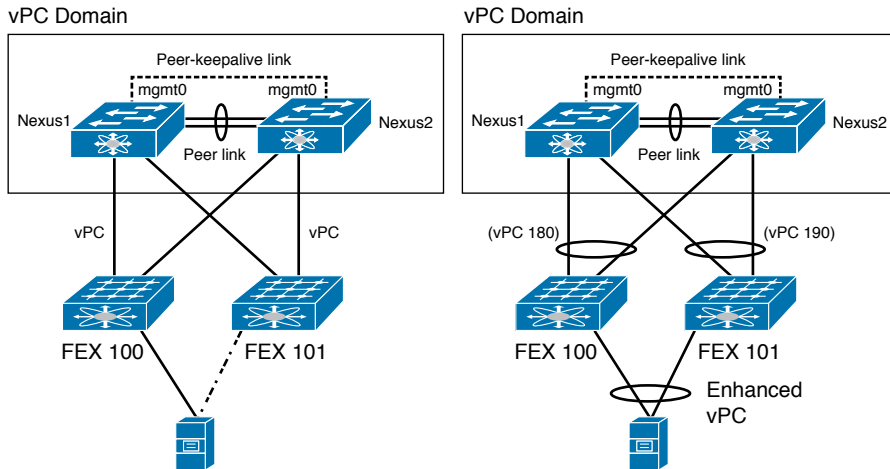 vPC Domain
Peer-keepalive link
mgmt0 mgmt0
Nexus1 Nexus2
Peer link
vPC vPC
FEX 100 FEX 101
vPC Domain
Peer-keepalive link
mgmt0 mgmt0
Nexus1 Nexus2
Peer link
(vPC 180) (vPC 190)
FEX 100 FEX 101
Enhanced
vPC